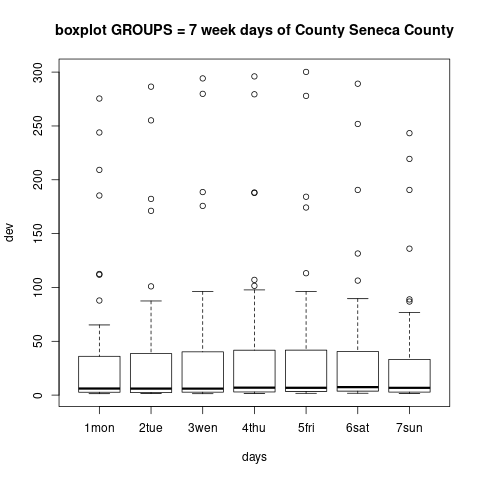 boxplot GROUPS = 7 week days of County Seneca County
300
250
200
150
100
50
0
dev
1mon 2tue 3wen 4thu 5fri 6sat 7sun
days